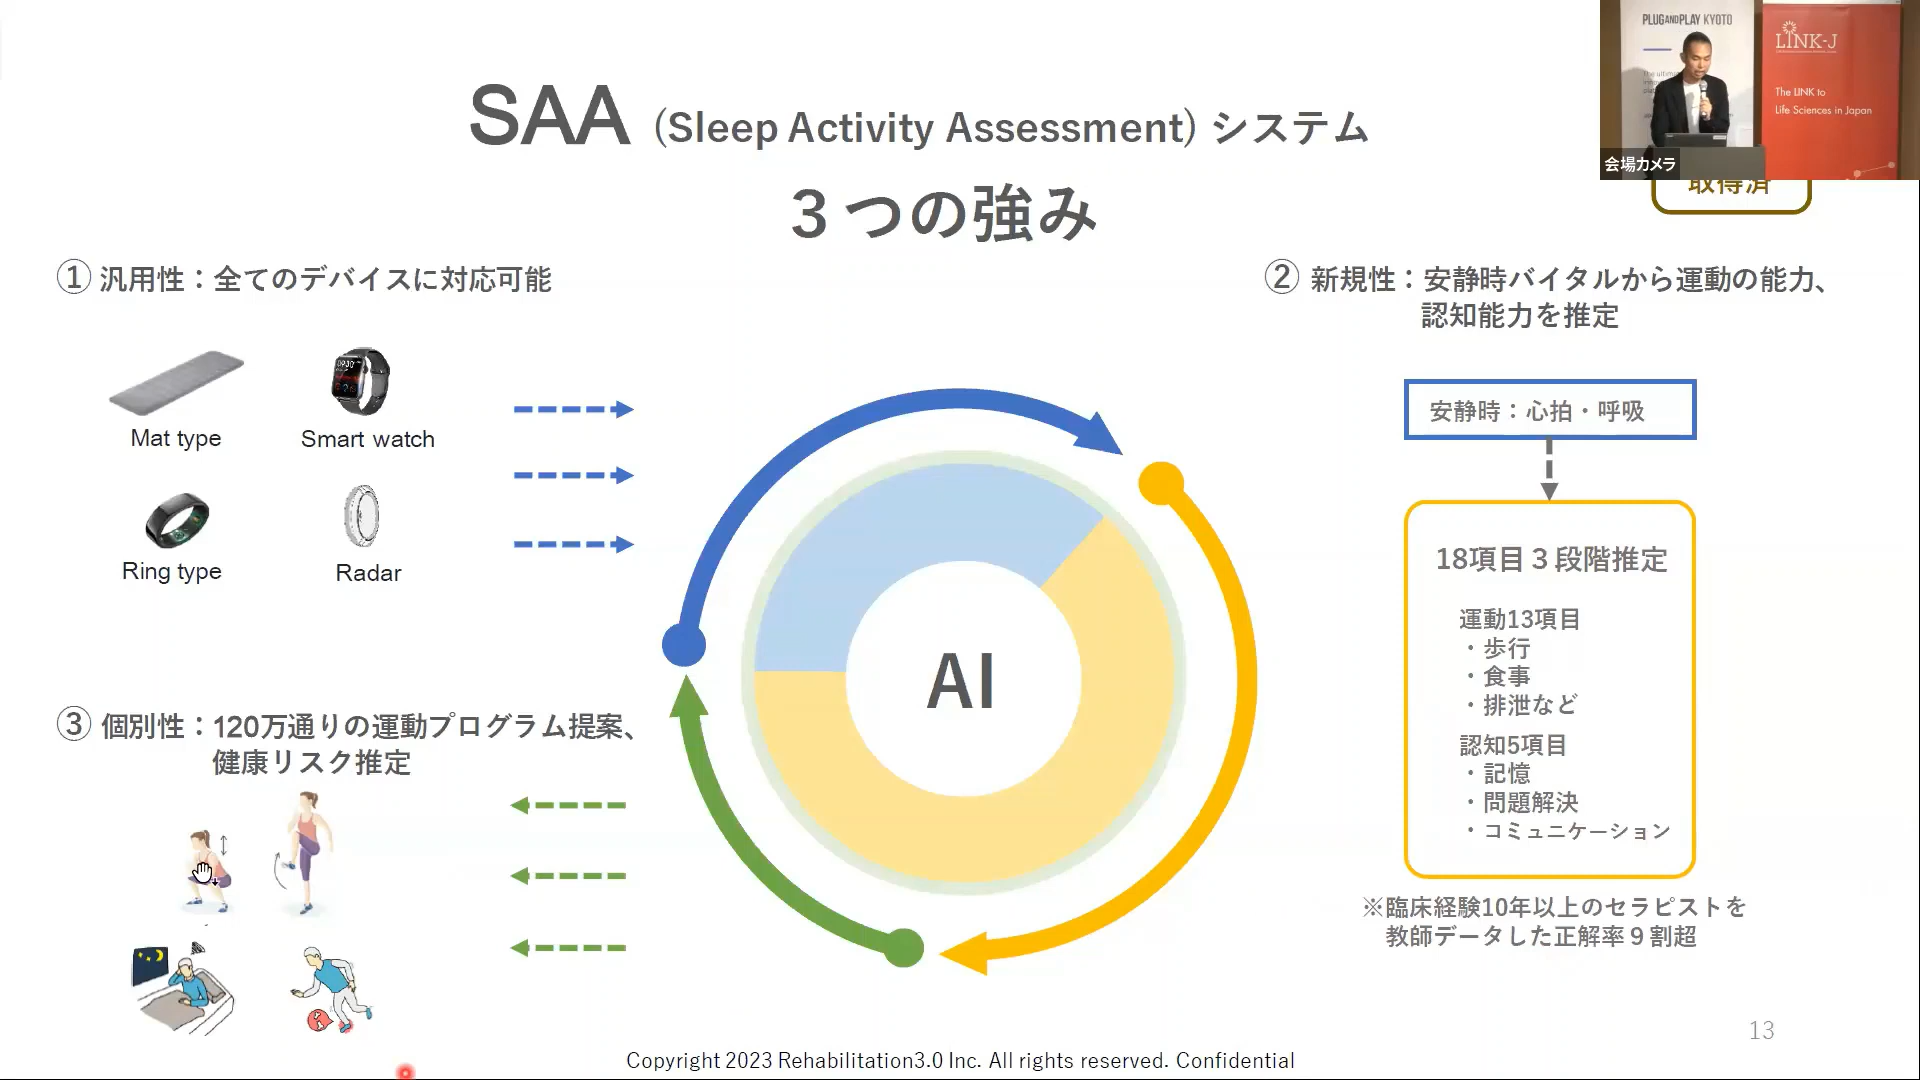 SAA (Sleep Activity Assessment) システム
３つの強み
PLUGANDPLAY KYOTO
LINK-J
The LINK to
Life Sciences in Japan
会場カメラ
取得済
① 汎用性：全てのデバイスに対応可能
Mat type
Smart watch
Ring type
Radar
② 新規性：安静時バイタルから運動の能力、
認知能力を推定
安静時：心拍・呼吸
18項目３段階推定
運動13項目
・歩行
・食事
・排泄など
認知5項目
・記憶
・問題解決
・コミュニケーション
※臨床経験10年以上のセラピストを
教師データした正解率９割超
AI
③ 個別性：120万通りの運動プログラム提案、
健康リスク推定
13
Copyright 2023 Rehabilitation3.0 Inc. All rights reserved. Confidential